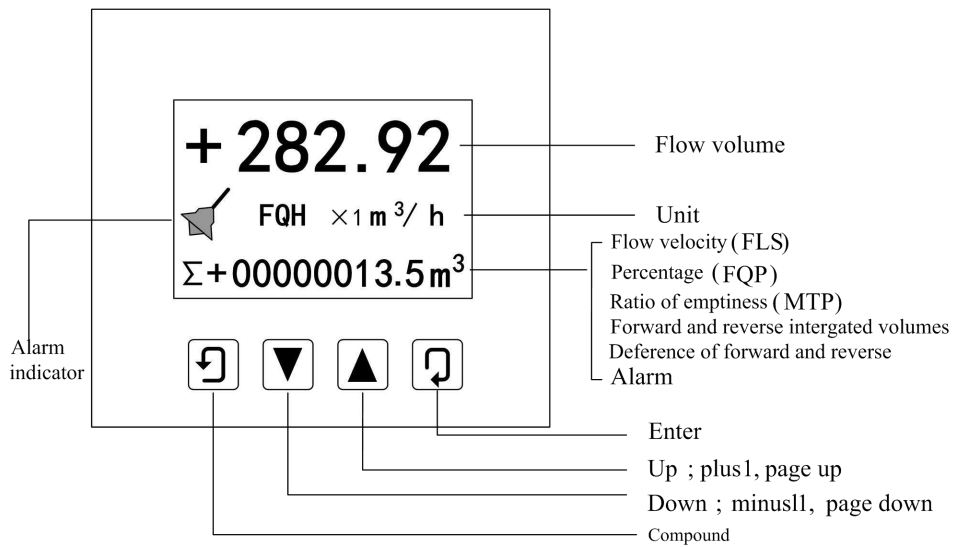 +282.92
FQH ×1m³/h
Σ+00000013.5m³
Flow volume
Unit
Flow velocity(FLS)
Percentage (FQP)
Ratio of emptiness(MTP)
Forward and reverse intergated volumes
Deference of forward and reverse
Alarm
Alarm
indicator
Enter
Up ; plus1, page up
Down ; minusl1, page down
Compound